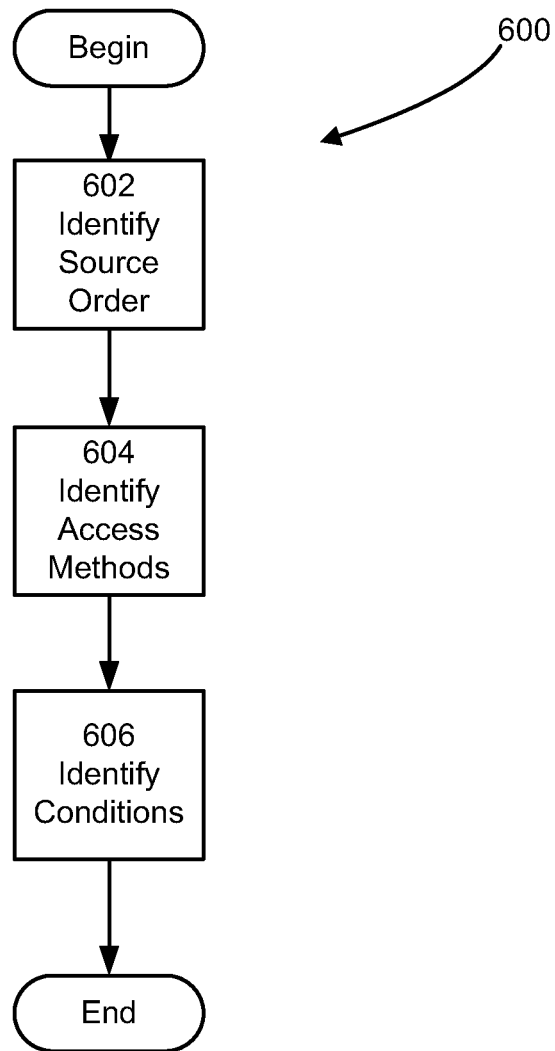 Begin
600
602
Identify
Source
Order
604
Identify
Access
Methods
606
Identify
Conditions
End